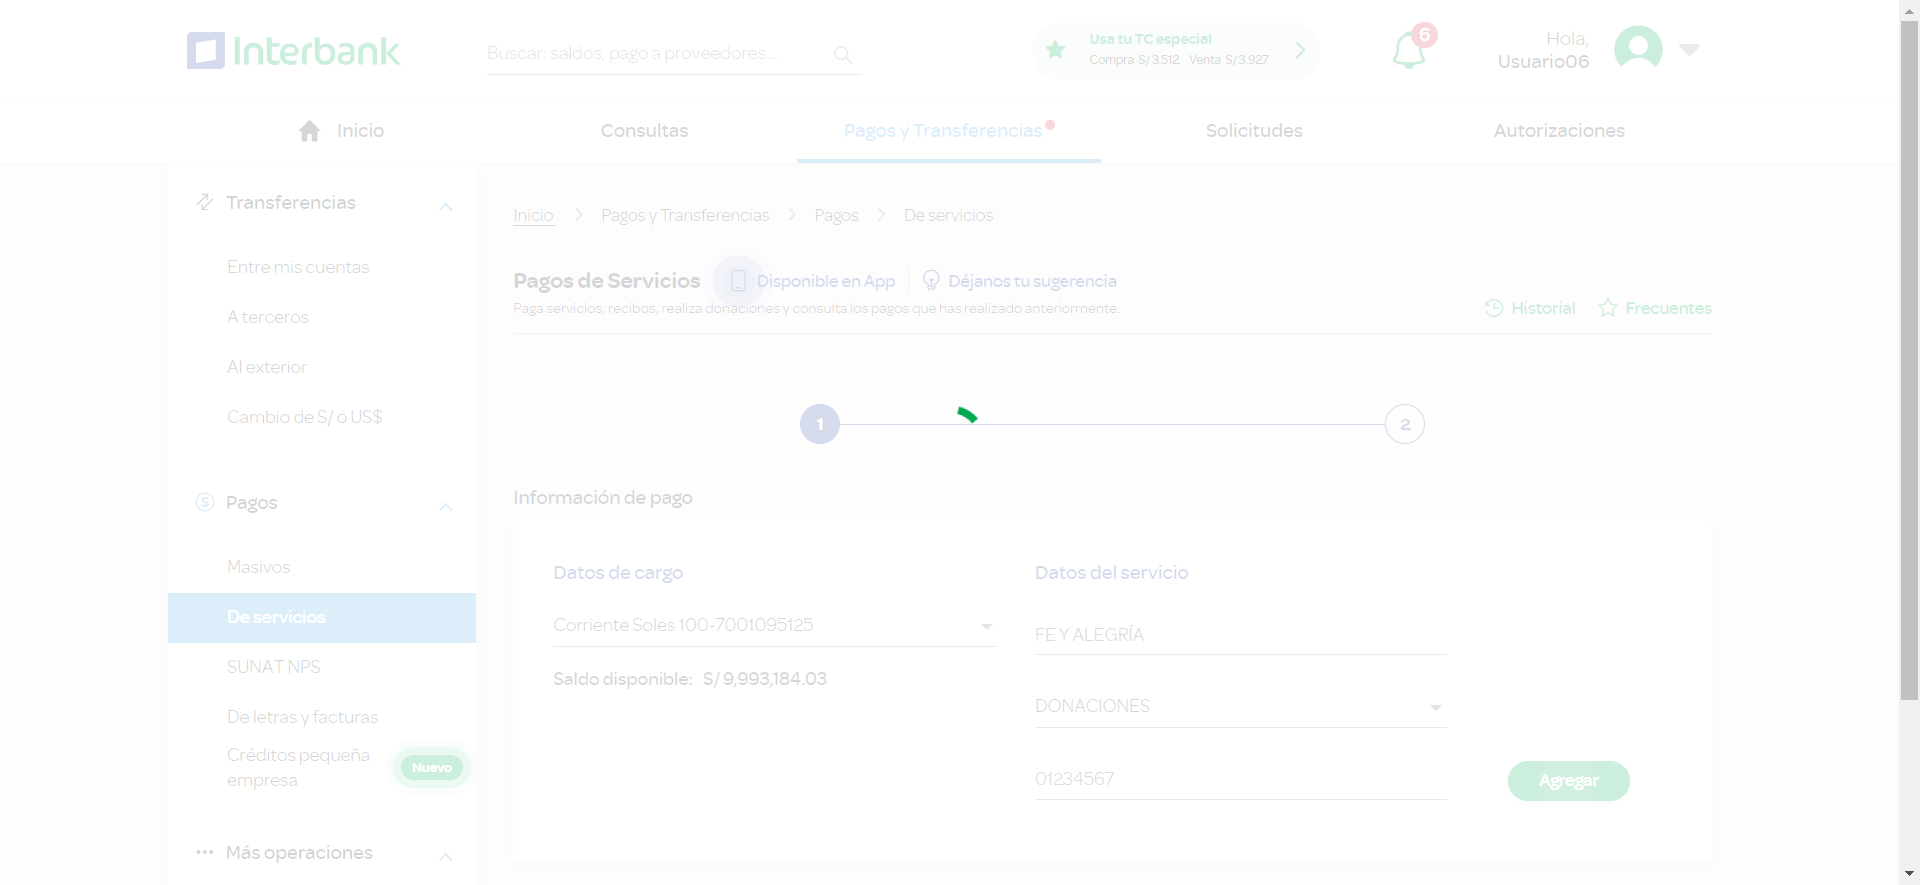 Interbank
Buscar: saldos, pago a proveedores...
Usa tu TC especial
Compra S/ 3.512 Venta S/ 3.927
6
Hola,
Usuario06
Inicio
Consultas
Pagos y Transferencias
Solicitudes
Autorizaciones
Transferencias
Entre mis cuentas
A terceros
Al exterior
Cambio de S/ o US$
Pagos
Masivos
De servicios
SUNAT NPS
De letras y facturas
Créditos pequeña
empresa
Nuevo
Más operaciones
Inicio > Pagos y Transferencias > Pagos > De servicios
Pagos de Servicios
Disponible en App
Déjanos tu sugerencia
Paga servicios, recibos, realiza donaciones y consulta los pagos que has realizado anteriormente.
Historial
Frecuentes
1
2
Información de pago
Datos de cargo
Corriente Soles 100-7001095125
Saldo disponible: S/ 9,993,184.03
Datos del servicio
FE Y ALEGRÍA
DONACIONES
01234567
Agregar